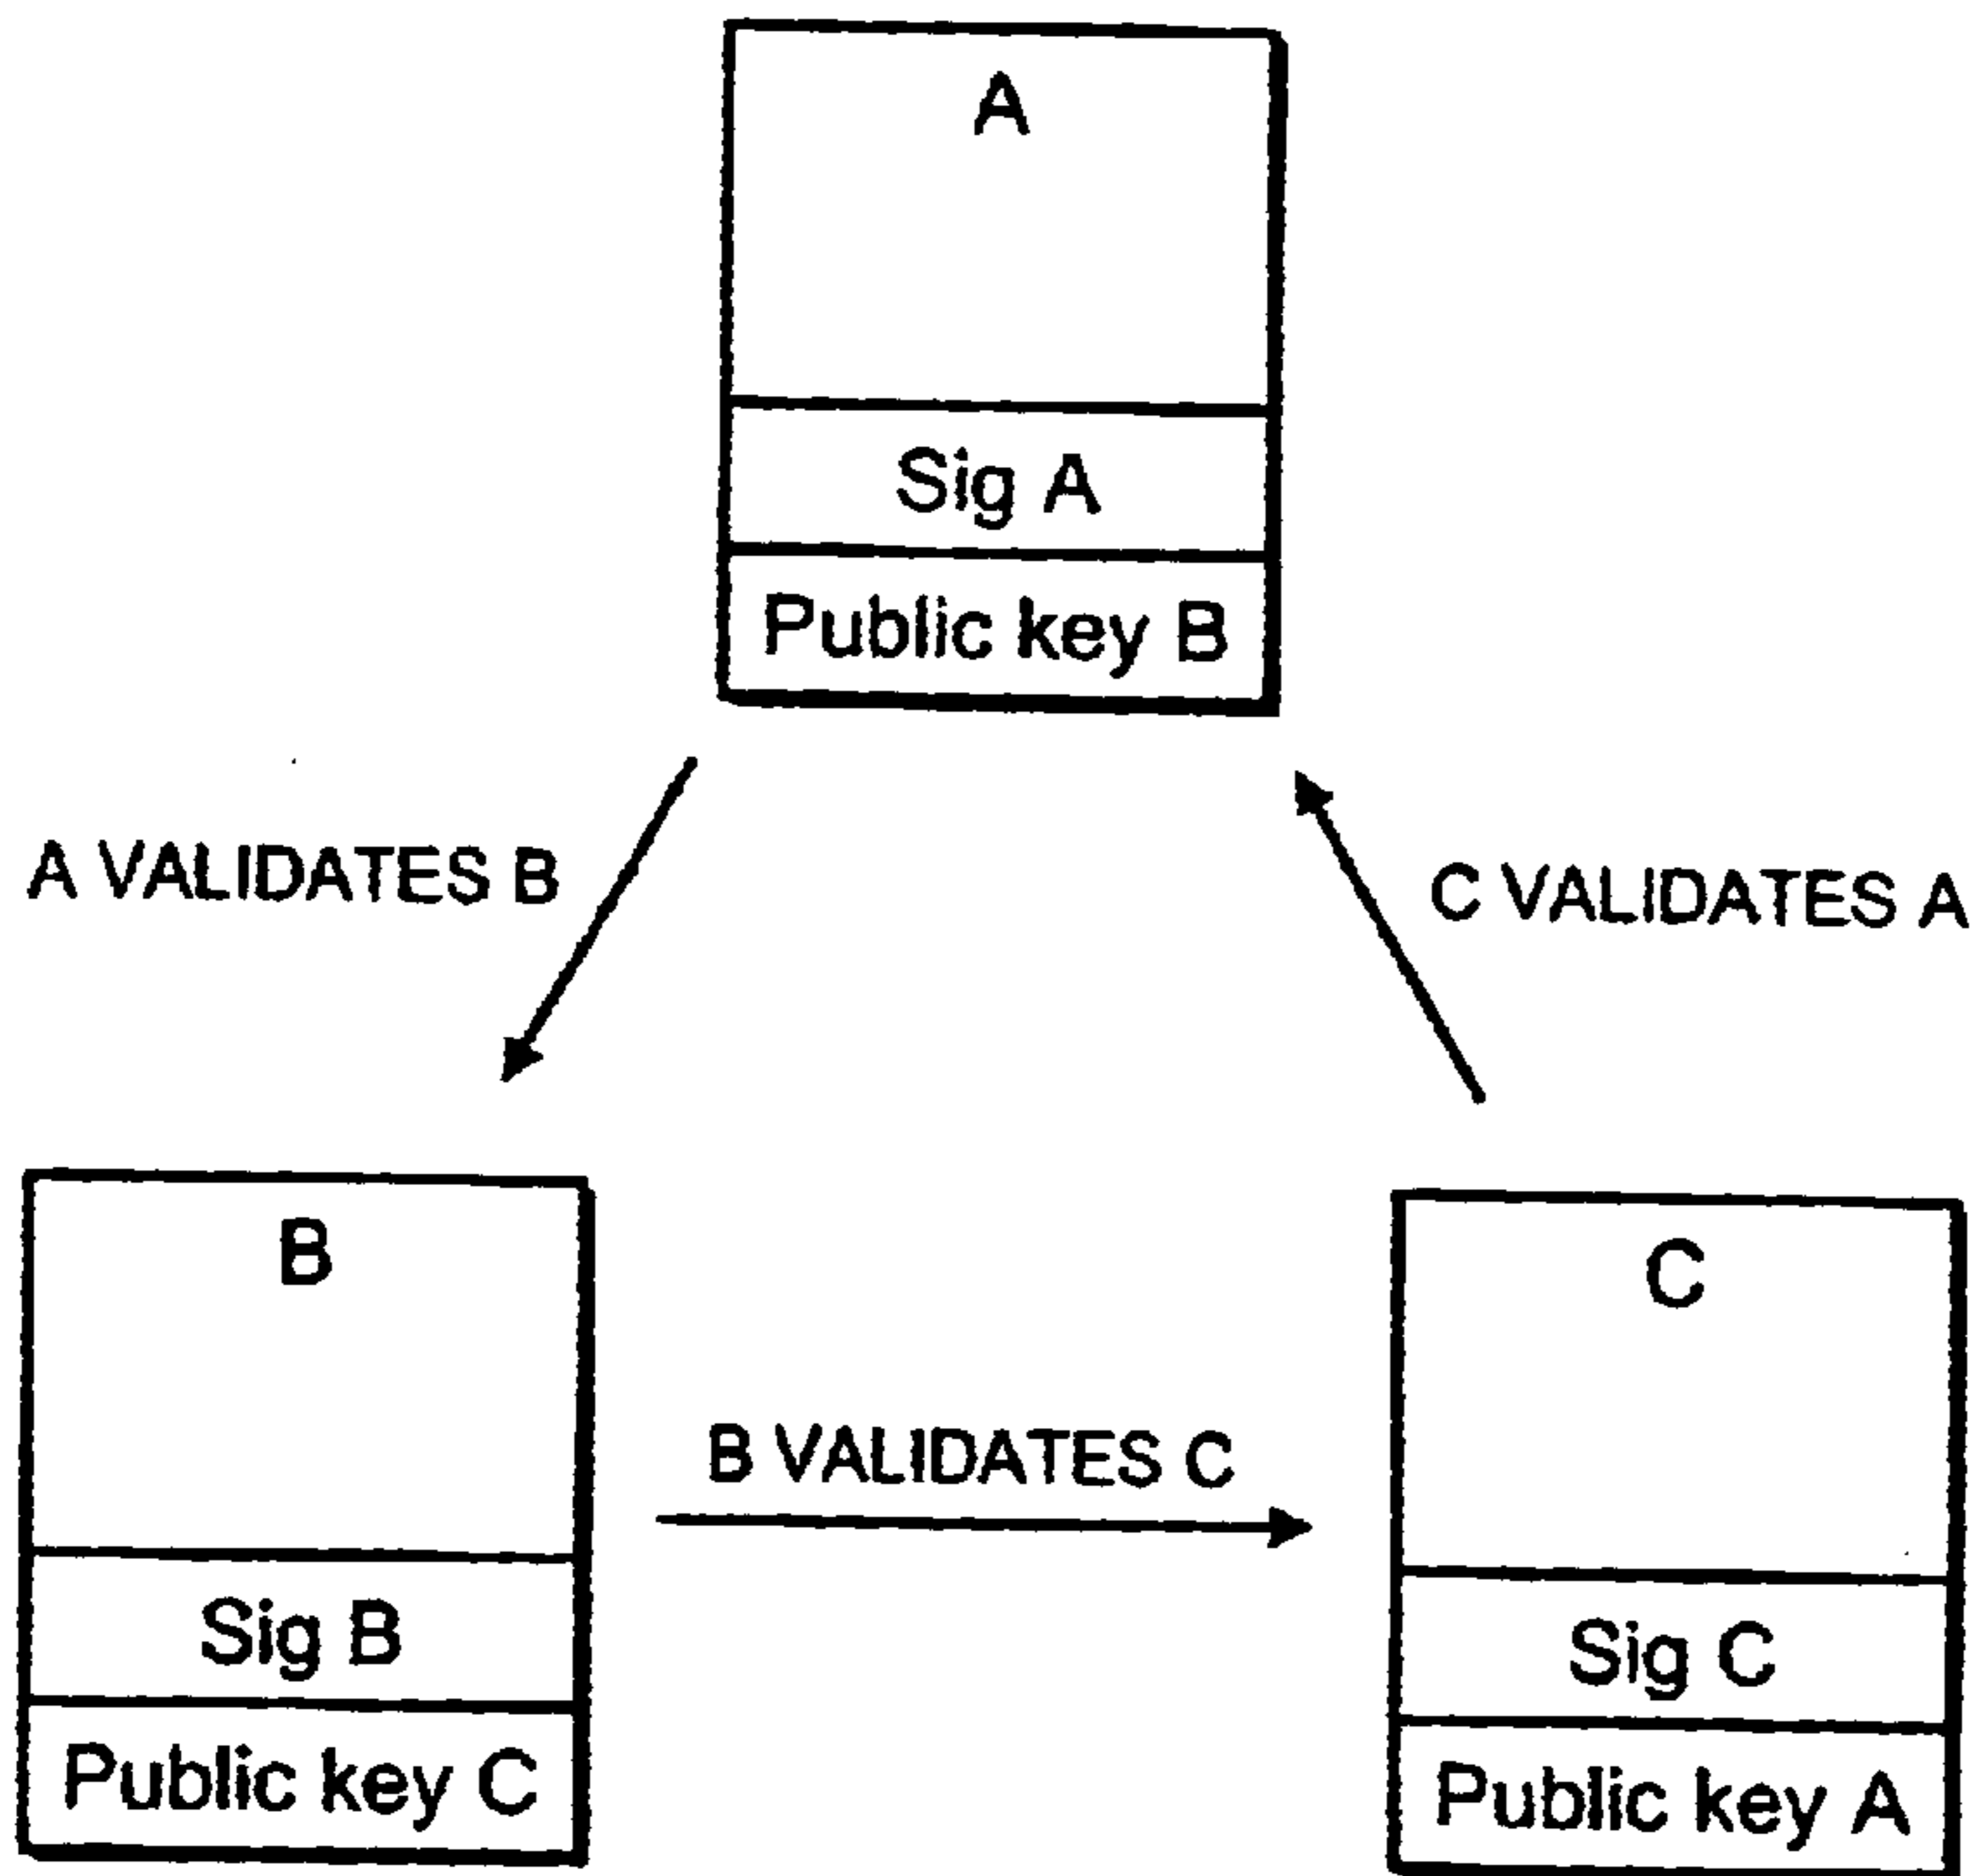 A
Sig A
Public key B
A VALIDATES B
C VALIDATES A
B
C
B VALIDATES C
Sig B
Sig C
Public key C
Public key A